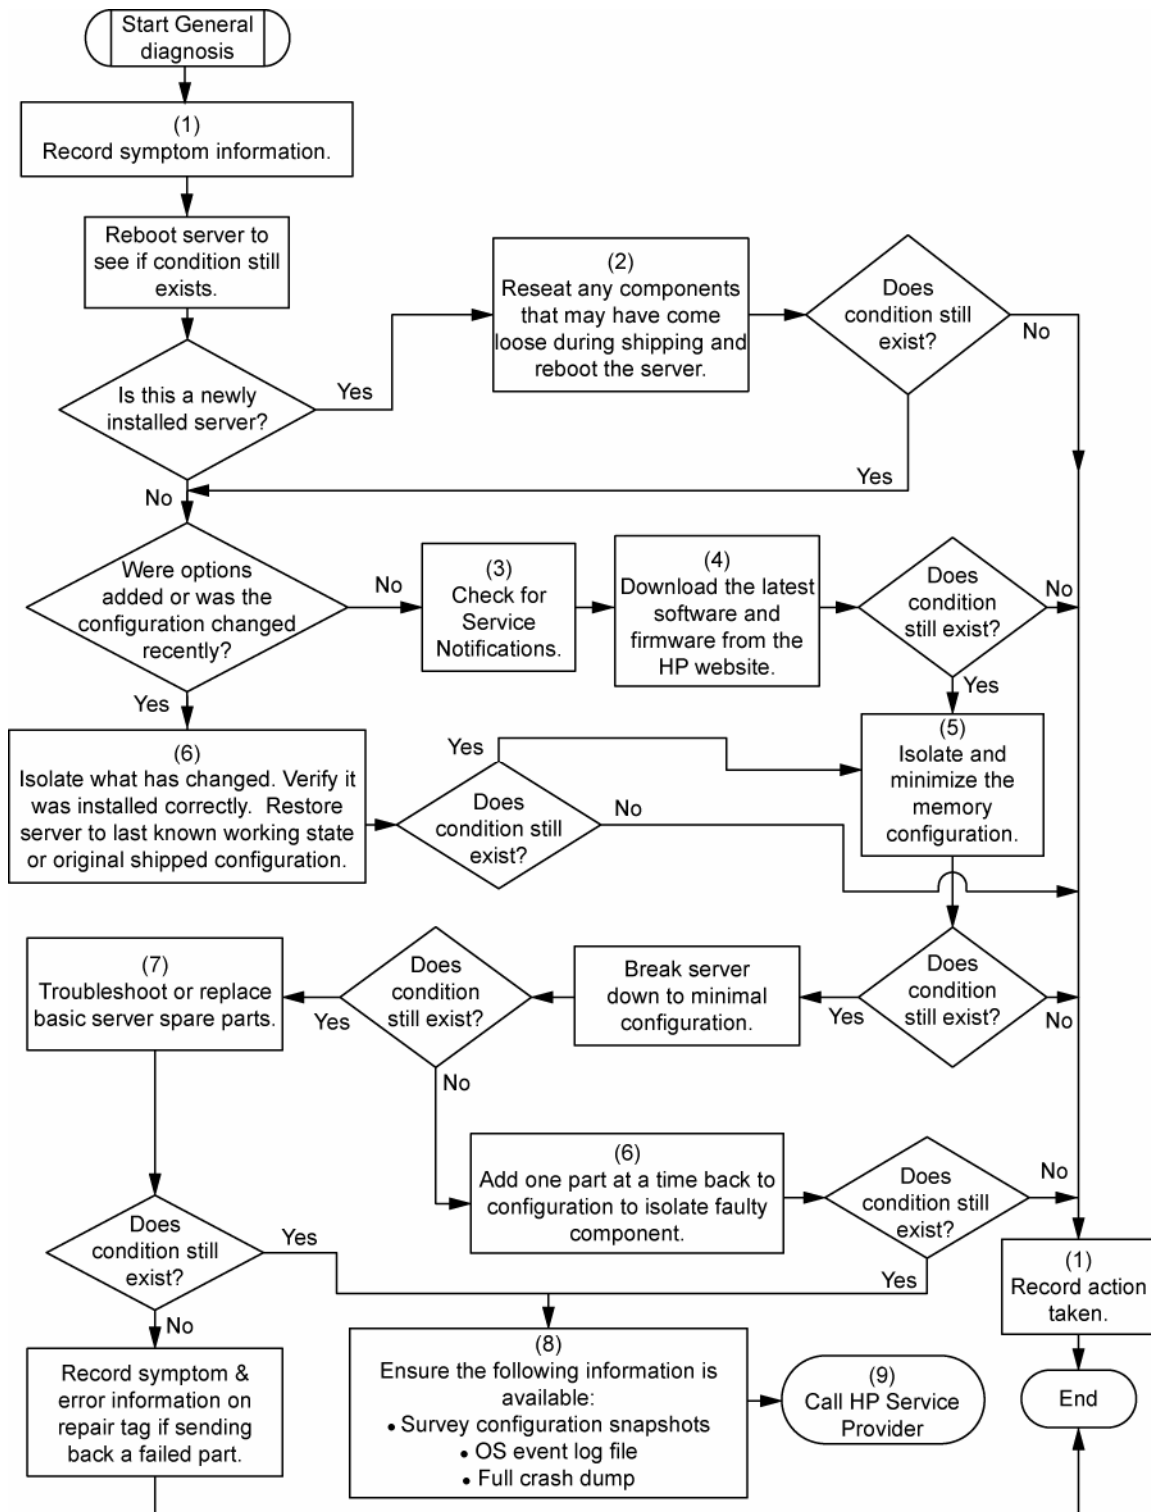 Start General
diagnosis
(1)
Record symptom information.
Reboot server to
see if condition still
exists.
Is this a newly
installed server?
Yes
(2)
Reseat any components
that may have come
loose during shipping and
reboot the server.
Does
condition still
exist?
No
Yes
No
Were options
added or was the
configuration changed
recently?
No
(3)
Check for
Service
Notifications.
(4)
Download the latest
software and
firmware from the
HP website.
Does
condition
still exist?
No
Yes
Yes
(6)
Isolate what has changed. Verify it
was installed correctly. Restore
server to last known working state
or original shipped configuration.
Does
condition still
exist?
Yes
No
(5)
Isolate and
minimize the
memory
configuration.
Does
condition
still exist?
No
Yes
Break server
down to minimal
configuration.
Does
condition
still exist?
Yes
No
(7)
Troubleshoot or replace
basic server spare parts.
(6)
Add one part at a time back to
configuration to isolate faulty
component.
Does
condition still
exist?
No
Yes
Does
condition still
exist?
Yes
No
(1)
Record action
taken.
Record symptom &
error information on
repair tag if sending
back a failed part.
(8)
Ensure the following information is
available:
• Survey configuration snapshots
• OS event log file
• Full crash dump
(9)
Call HP Service
Provider
End